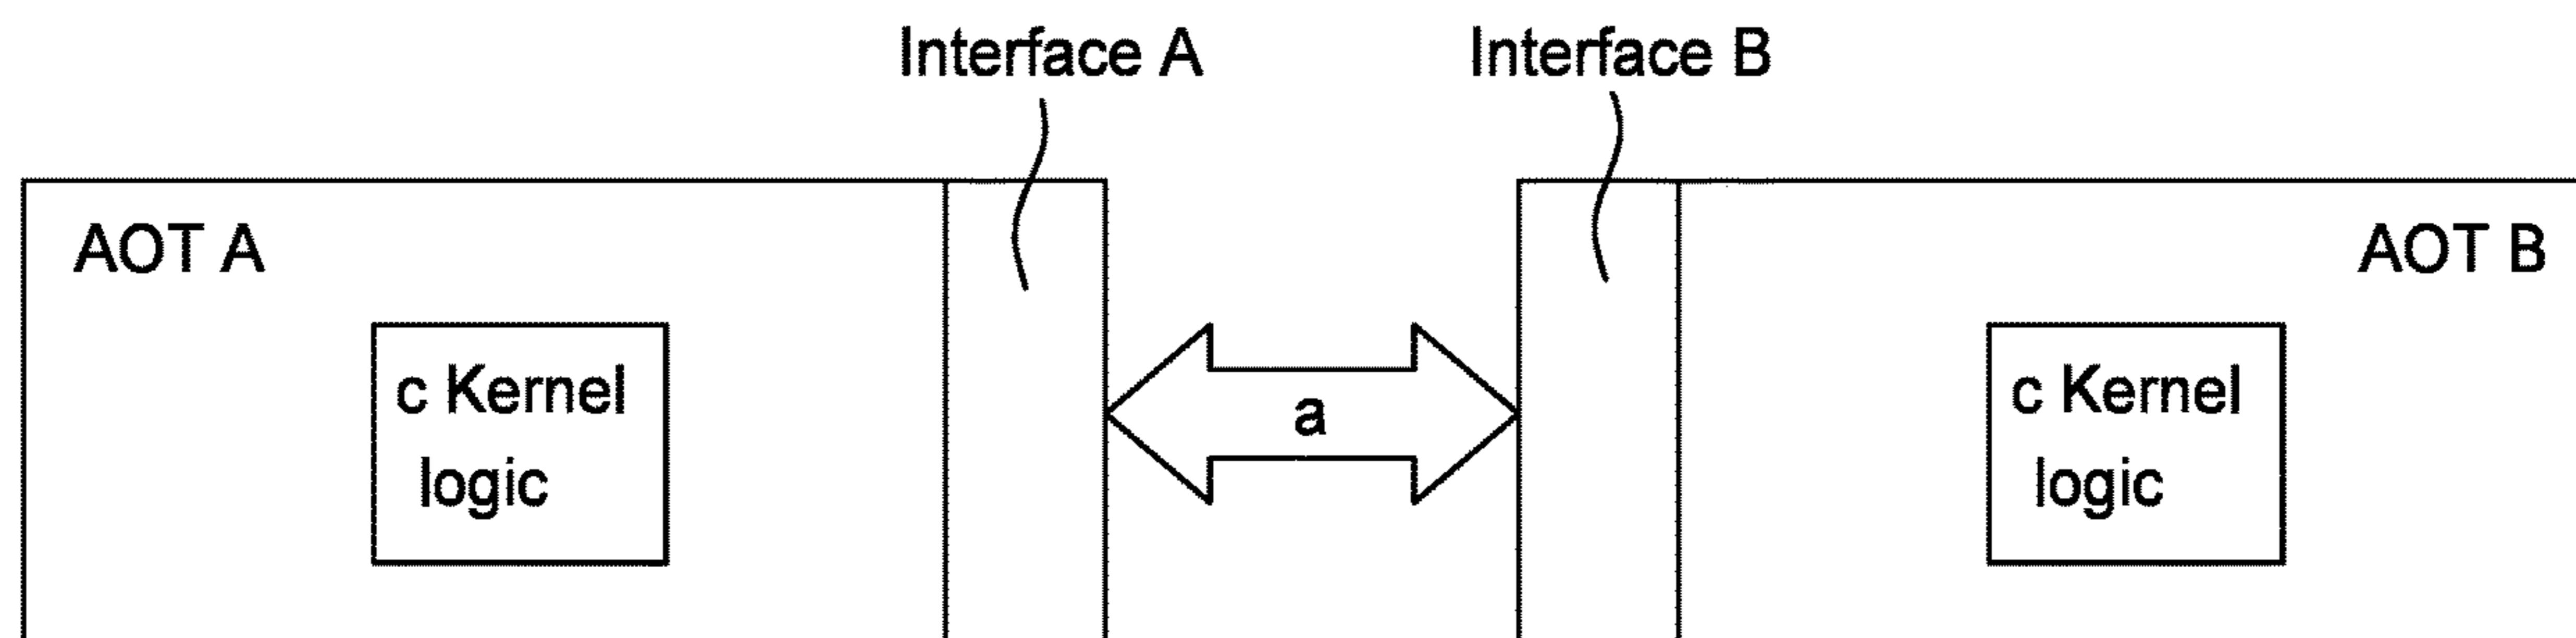 Interface A
Interface B
AOT A
AOT B
c Kernel
logic
a
c Kernel
logic